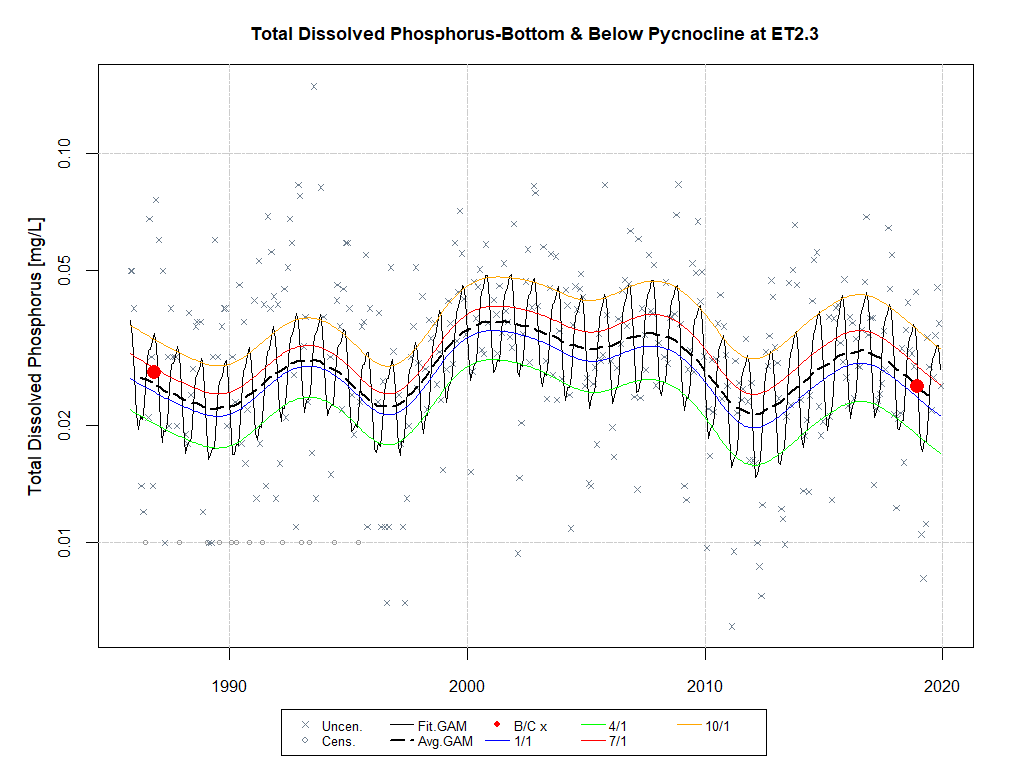 Total Dissolved Phosphorus-Bottom & Below Pycnocline at ET2.3
Total Dissolved Phosphorus [mg/L]
0.10
0.05
0.02
0.01
1990 2000 2010 2020
Uncen. Fit.GAM B/C x 4/1 10/1
Cens. Avg.GAM 1/1 7/1